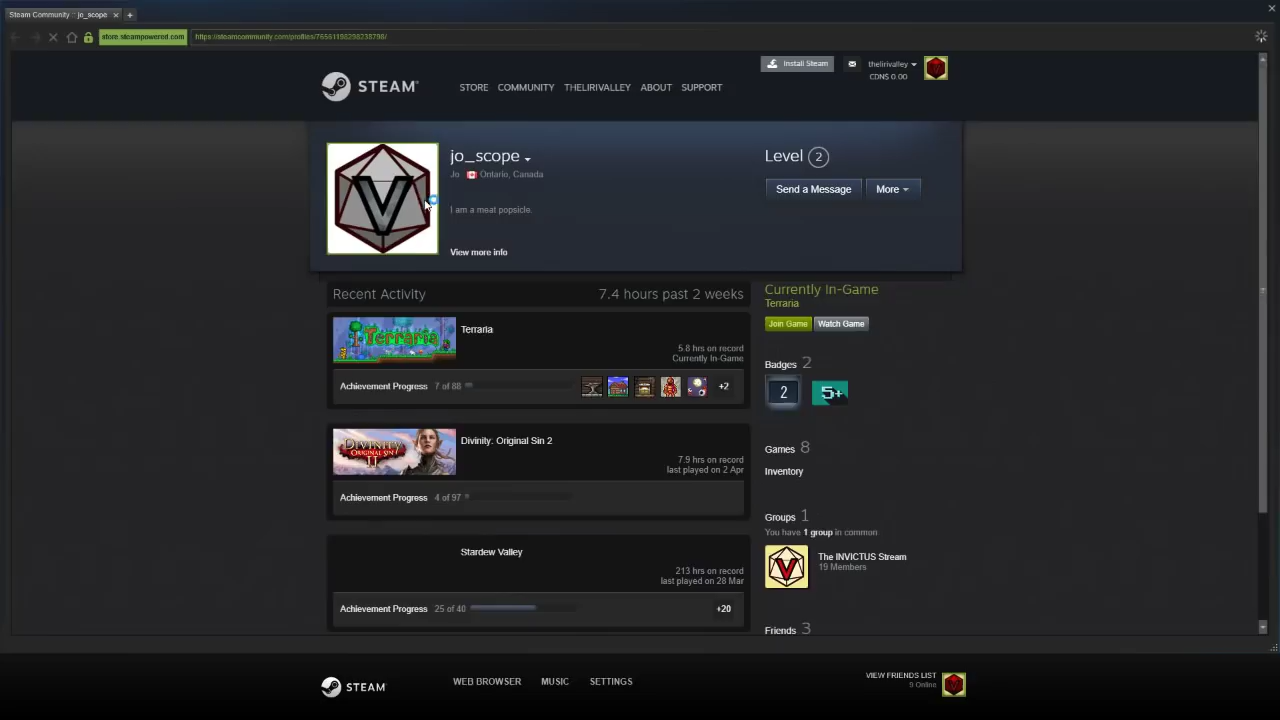 Steam Community :: jo_scope
store.steampowered.com https://steamcommunity.com/profiles/76561198298238798/
Install Steam
thelirivalley
CDN$ 0.00
STEAM
STORE COMMUNITY THELIRIVALLEY ABOUT SUPPORT
V
jo_scope
Jo Ontario, Canada
I am a meat popsicle.
View more info
Level 2
Send a Message More
Recent Activity 7.4 hours past 2 weeks
Terraria
Terraria
5.8 hrs on record
Currently In-Game
Achievement Progress 7 of 88 +2
DIVINITY
ORIGINAL SIN
II
Divinity: Original Sin 2
7.9 hrs on record
last played on 2 Apr
Achievement Progress 4 of 97
Stardew Valley
213 hrs on record
last played on 28 Mar
Achievement Progress 25 of 40 +20
Currently In-Game
Terraria
Join Game Watch Game
Badges 2
2 5+
Games 8
Inventory
Groups 1
You have 1 group in common
V
The INVICTUS Stream
19 Members
Friends 3
STEAM
WEB BROWSER MUSIC SETTINGS
VIEW FRIENDS LIST
9 Online